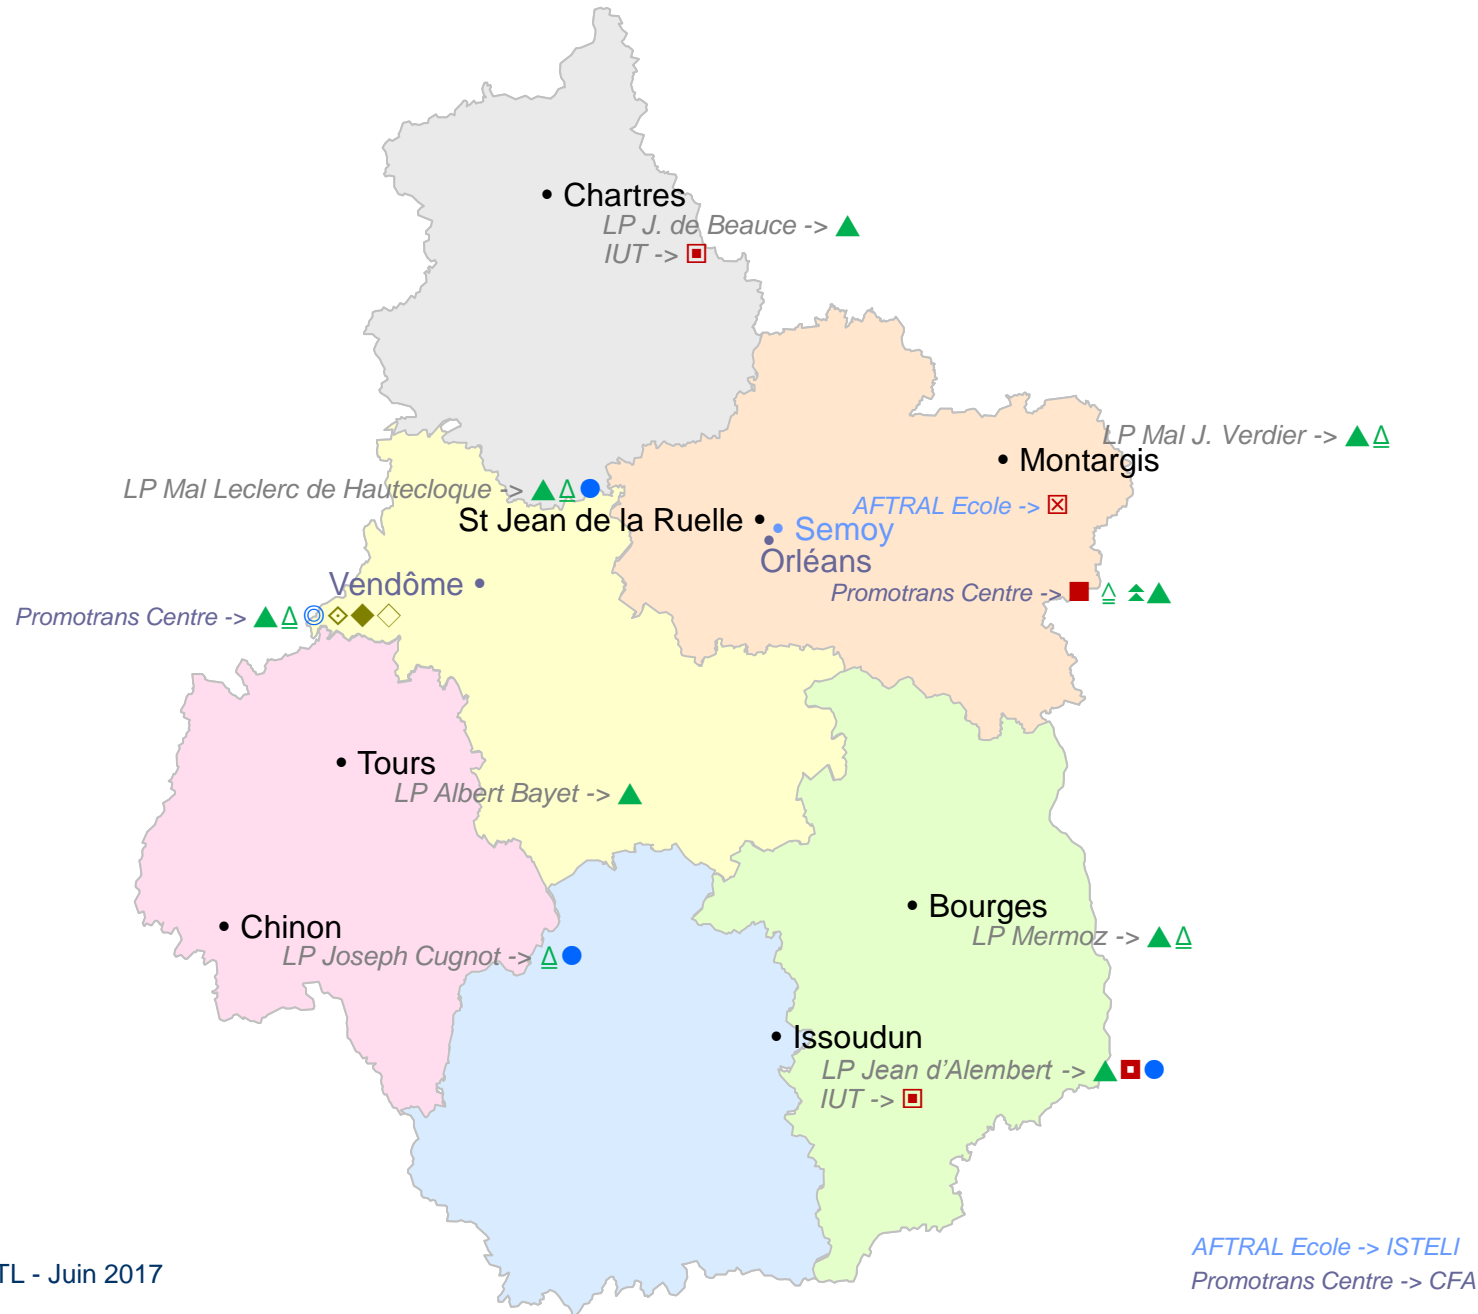 • Chartres
LP J. de Beauce ->
IUT ->
LP Mal J. Verdier ->
• Montargis
LP Mal Leclerc de Hautecloque ->
AFTRAL Ecole ->
St Jean de la Ruelle •
• Semoy
• Orléans
Vendôme •
Promotrans Centre ->
Promotrans Centre ->
• Tours
LP Albert Bayet ->
• Bourges
• Chinon
LP Mermoz ->
LP Joseph Cugnot ->
• Issoudun
LP Jean d’Alembert ->
IUT ->
AFTRAL Ecole -> ISTELI
TL - Juin 2017
Promotrans Centre -> CFA